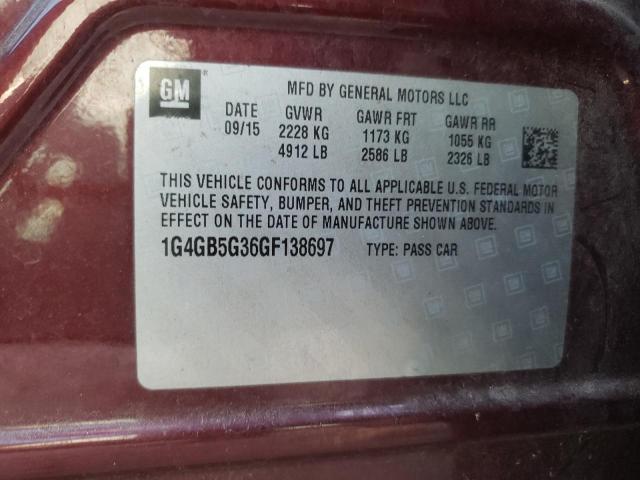 GM
MFD BY GENERAL MOTORS LLC
DATE GVWR GAWR FRT GAWR RR
09/15 2228 KG 1173 KG 1055 KG
4912 LB 2586 LB 2326 LB
THIS VEHICLE CONFORMS TO ALL APPLICABLE U.S. FEDERAL MOTOR
VEHICLE SAFETY, BUMPER, AND THEFT PREVENTION STANDARDS IN
EFFECT ON THE DATE OF MANUFACTURE SHOWN ABOVE.
1G4GB5G36GF138697 TYPE: PASS CAR